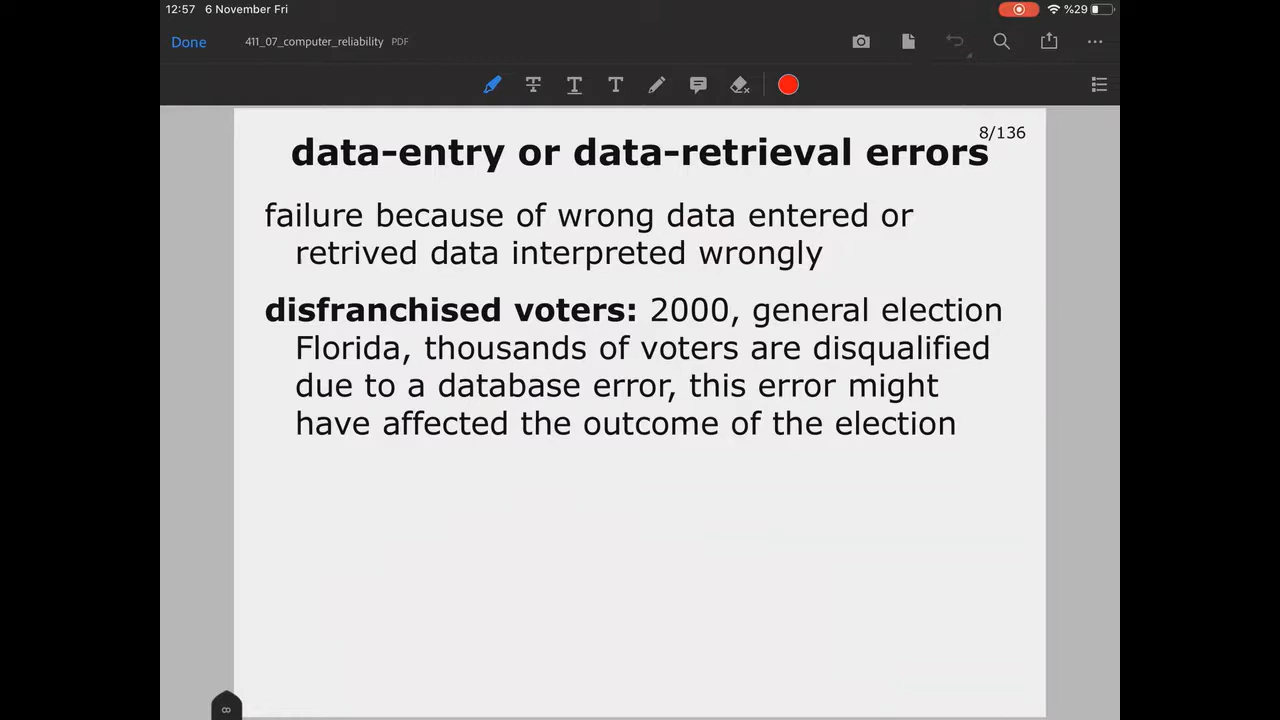 12:57 6 November Fri
%29
Done
411_07_computer_reliability PDF
8/136
data-entry or data-retrieval errors
failure because of wrong data entered or
retrived data interpreted wrongly
disfranchised voters: 2000, general election
Florida, thousands of voters are disqualified
due to a database error, this error might
have affected the outcome of the election
8